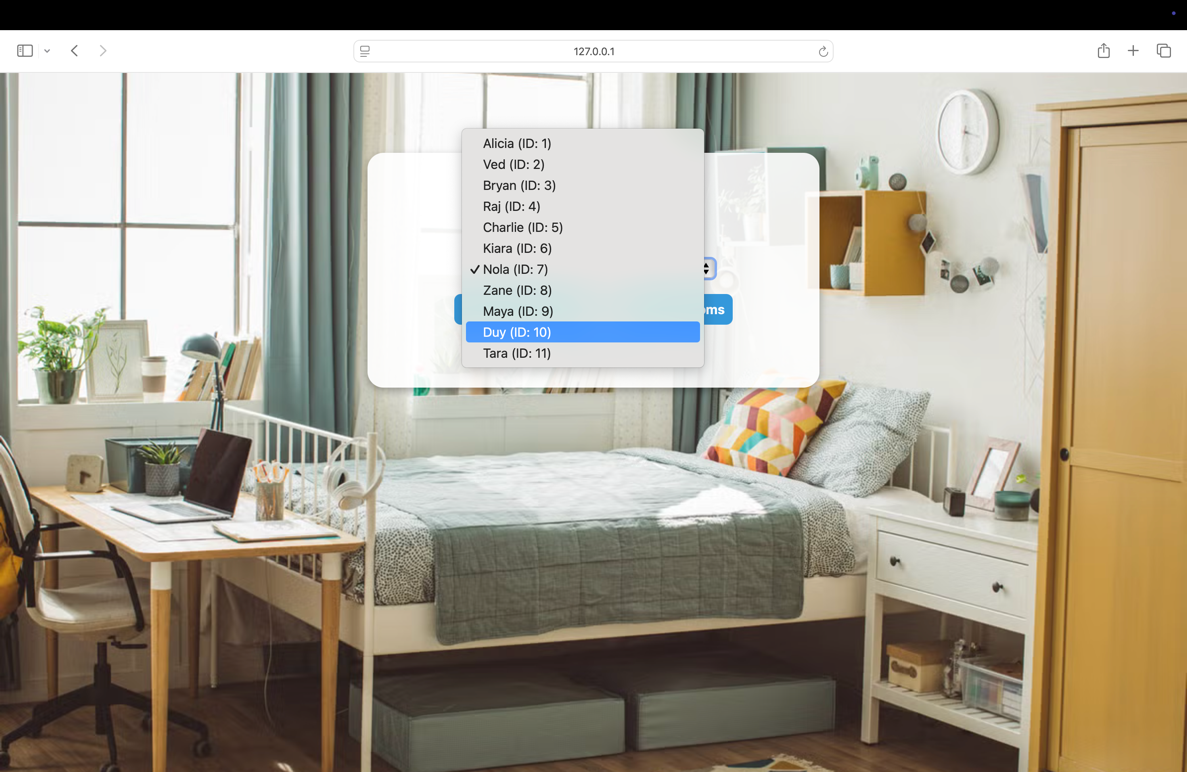 127.0.0.1
Alicia (ID: 1)
Ved (ID: 2)
Bryan (ID: 3)
Raj (ID: 4)
Charlie (ID: 5)
Kiara (ID: 6)
✓ Nola (ID: 7)
Zane (ID: 8)
Maya (ID: 9)
Duy (ID: 10)
Tara (ID: 11)